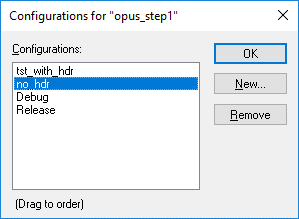 Configurations for "opus_step1"
Configurations:
tst_with_hdr
no_hdr
Debug
Release
(Drag to order)
OK
New...
Remove